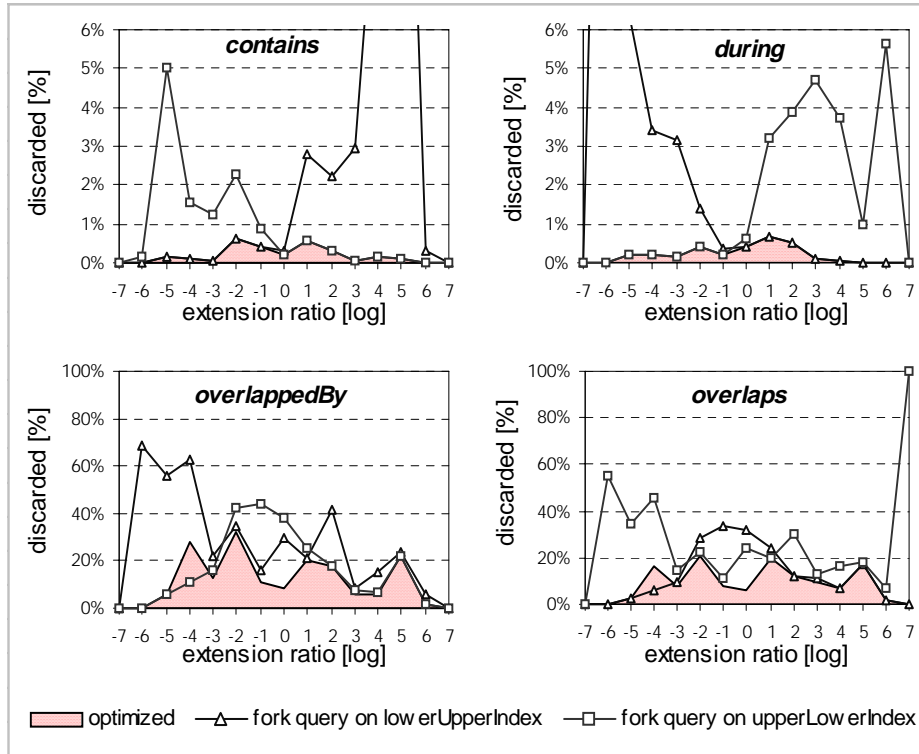 contains
during
discarded [%]
6%
5%
4%
3%
2%
1%
0%
-7 -6 -5 -4 -3 -2 -1 0 1 2 3 4 5 6 7
extension ratio [log]
discarded [%]
6%
5%
4%
3%
2%
1%
0%
-7 -6 -5 -4 -3 -2 -1 0 1 2 3 4 5 6 7
extension ratio [log]
overlappedBy
overlaps
discarded [%]
100%
80%
60%
40%
20%
0%
-7 -6 -5 -4 -3 -2 -1 0 1 2 3 4 5 6 7
extension ratio [log]
discarded [%]
100%
80%
60%
40%
20%
0%
-7 -6 -5 -4 -3 -2 -1 0 1 2 3 4 5 6 7
extension ratio [log]
optimized fork query on lowerUpperIndex fork query on upperLowerIndex